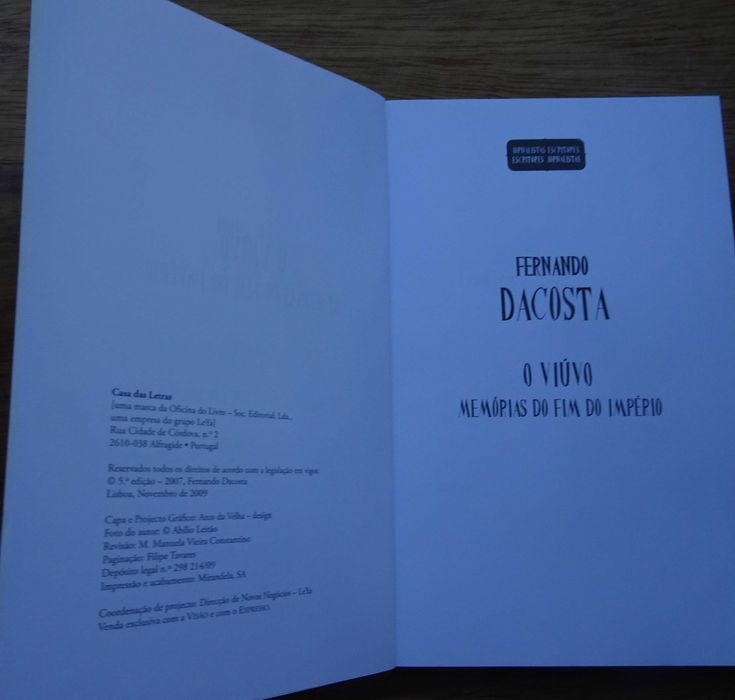 Casa das Letras
[uma marca da Oficina do Livro – Soc. Editorial, Lda.,
uma empresa do grupo LeYa]
Rua Cidade de Córdova, n.º 2
2610-038 Alfragide • Portugal
Reservados todos os direitos de acordo com a legislação em vigor.
© 5.ª edição – 2007, Fernando Dacosta
Lisboa, Novembro de 2009
Capa e Projecto Gráfico: Arco da Velha – design
Foto do autor: © Abílio Leitão
Revisão: M. Manuela Vieira Constantino
Paginação: Filipe Tavares
Depósito legal n.º 298 214/09
Impressão e acabamento: Mirandela, SA
Coordenação de projecto: Direcção de Novos Negócios – LeYa
Venda exclusiva com a VISÃO e com o EXPRESSO.
JORNALISTAS ESCRITORES
ESCRITORES JORNALISTAS
FERNANDO
DACOSTA
O VIÚVO
MEMÓRIAS DO FIM DO IMPÉRIO